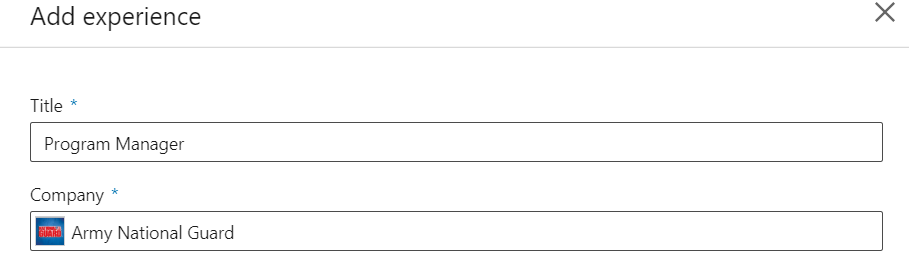 Add experience
Title *
Program Manager
Company *
Army National Guard